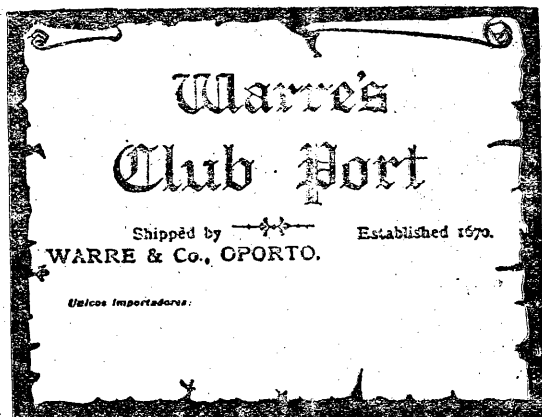 Warre's
Club Port
Shipped by Established 1670.
WARRE & Co., OPORTO.
Unicos Importadores: